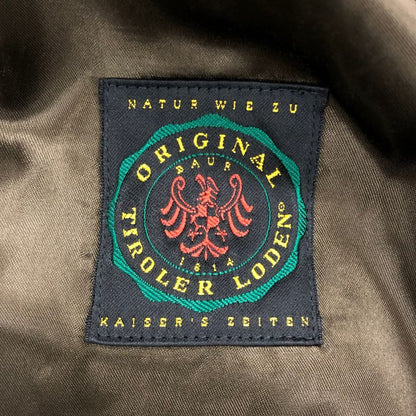 NATUR WIE ZU
ORIGINAL
BAUR
1814
TIROLER LODEN®
KAISER'S ZEITEN